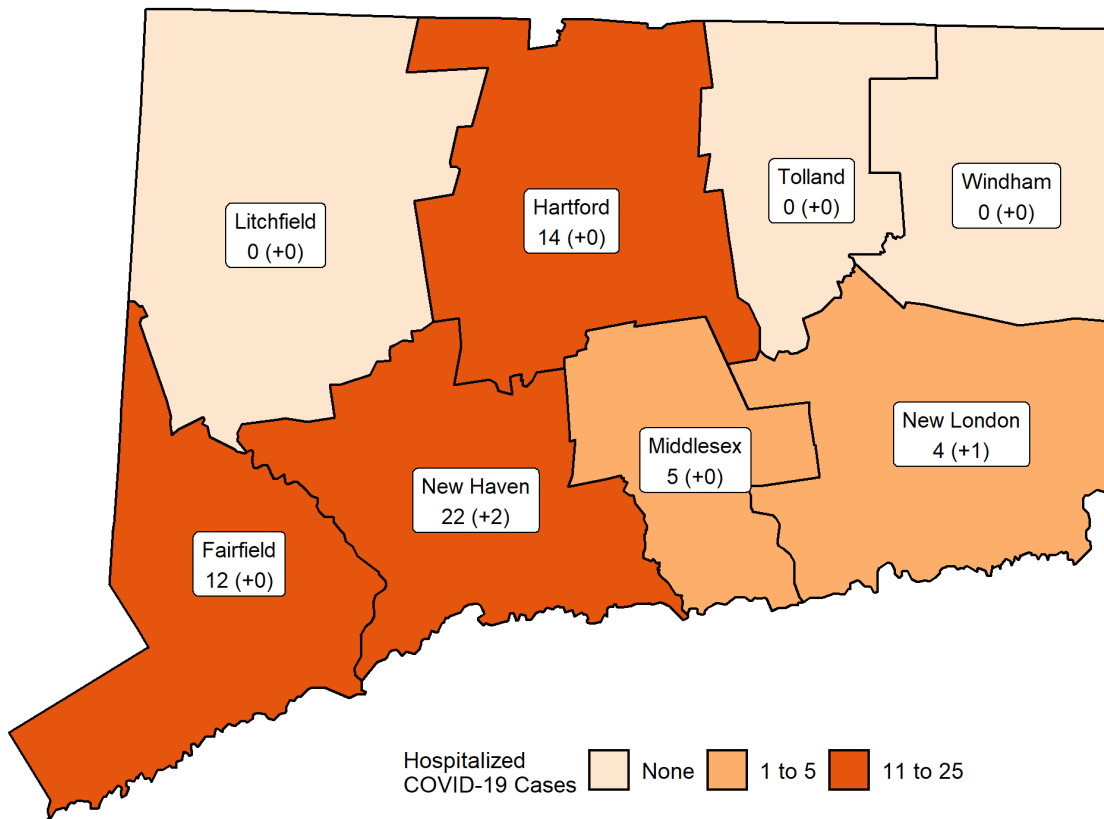 Litchfield
0 (+0)
Hartford
14 (+0)
Tolland
0 (+0)
Windham
0 (+0)
Fairfield
12 (+0)
New Haven
22 (+2)
Middlesex
5 (+0)
New London
4 (+1)
Hospitalized
COVID-19 Cases
None
1 to 5
11 to 25